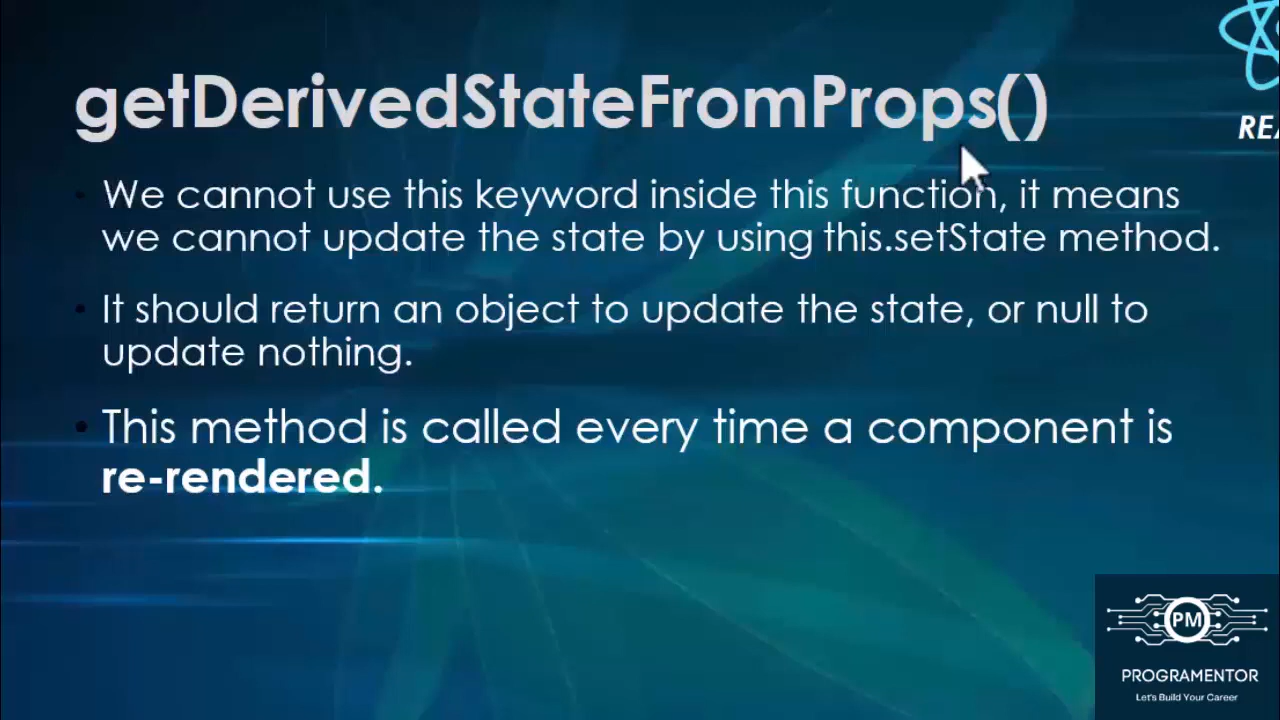 getDerivedStateFromProps()
We cannot use this keyword inside this function, it means
we cannot update the state by using this.setState method.
It should return an object to update the state, or null to
update nothing.
This method is called every time a component is
re-rendered.
REA
PM
PROGRAMENTOR
Let's Build Your Career